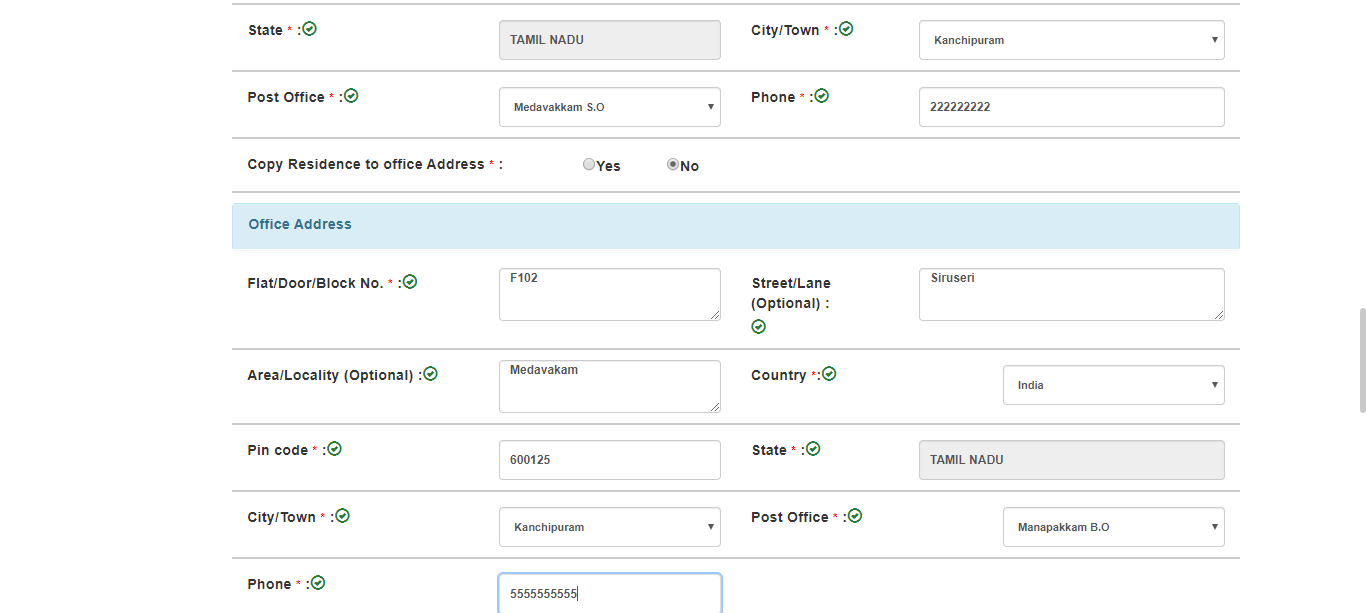 State * :
TAMIL NADU
City/Town * :
Kanchipuram
Post Office * :
Medavakkam S.O
Phone * :
222222222
Copy Residence to office Address * :
Yes
No
Office Address
Flat/Door/Block No. * :
F102
Street/Lane
(Optional) :
Siruseri
Area/Locality (Optional) :
Medavakam
Country *:
India
Pin code * :
600125
State * :
TAMIL NADU
City/Town * :
Kanchipuram
Post Office * :
Manapakkam B.O
Phone * :
5555555555